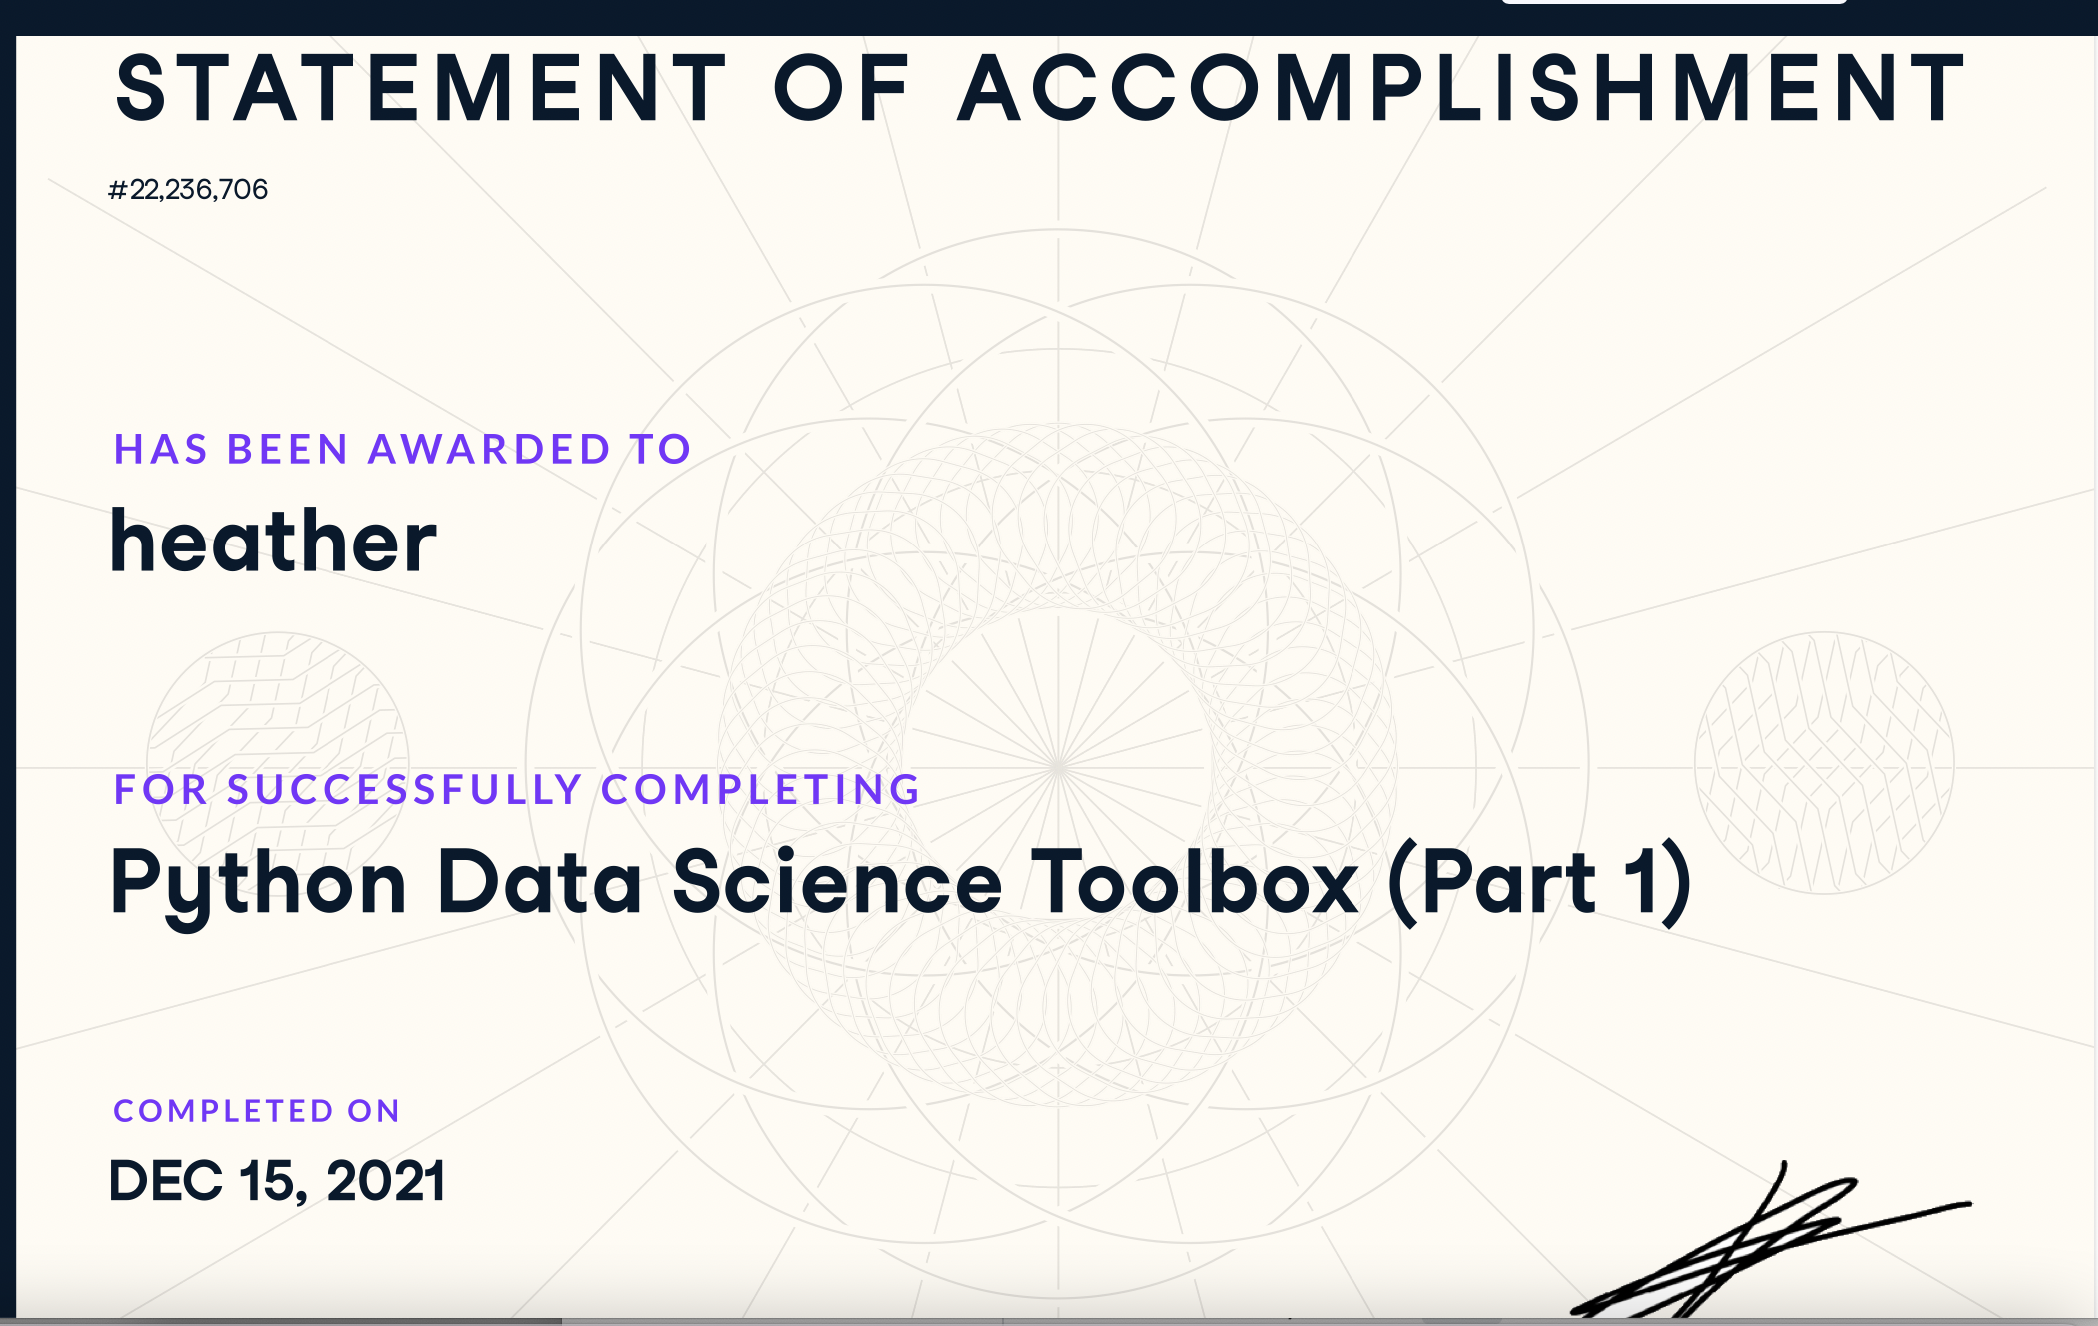 STATEMENT OF ACCOMPLISHMENT
#22,236,706
HAS BEEN AWARDED TO
heather
FOR SUCCESSFULLY COMPLETING
Python Data Science Toolbox (Part 1)
COMPLETED ON
DEC 15, 2021